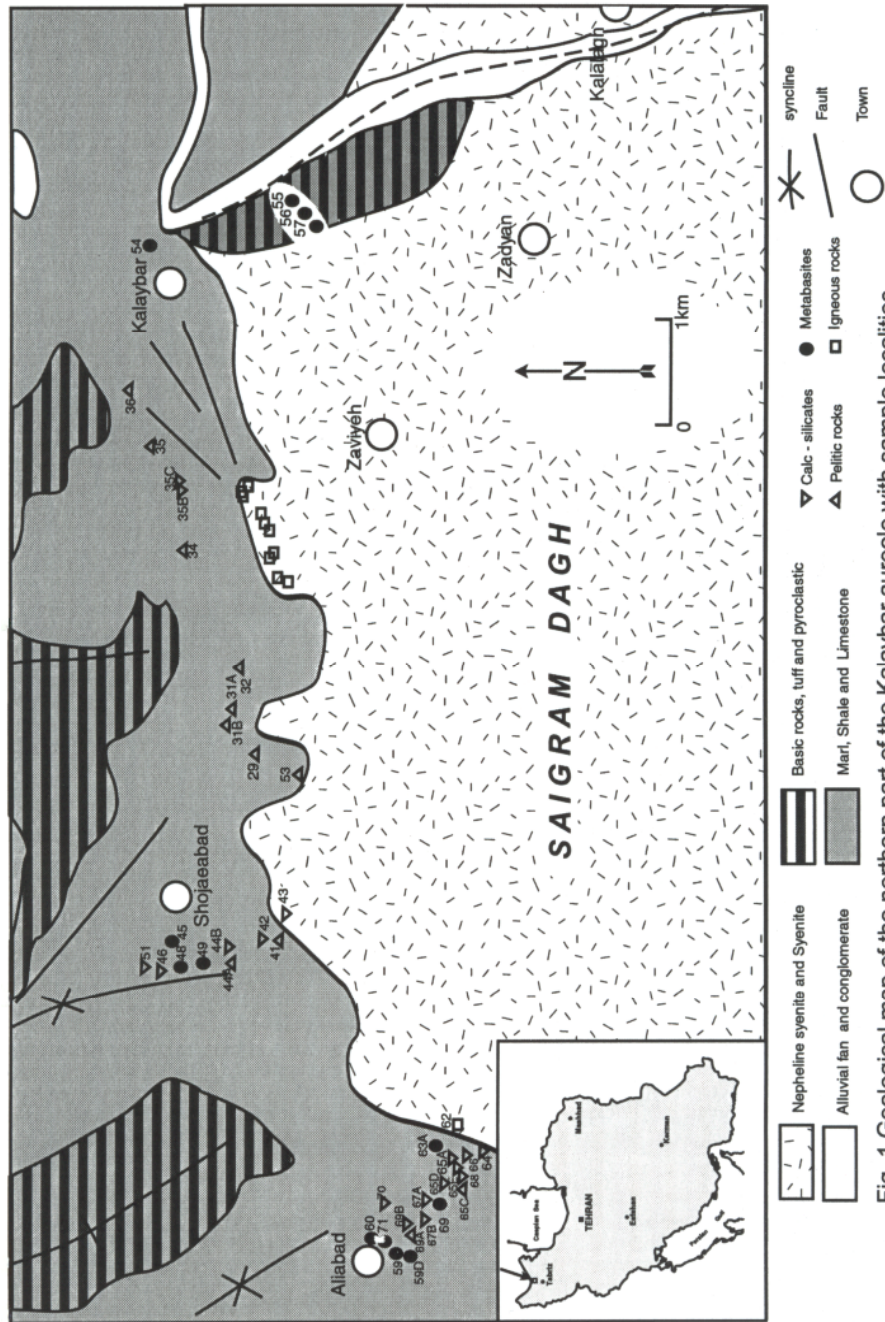 Kalaybar
54
55
56
57
36
35
35C
35B
34
Kalaragh
Zadyan
Zaviyeh
N
0
1km
SAIGRAM DAGH
32
31A
31B
29
53
Shojaeabad
51
46
48
45
49
44B
44A
42
41
43
Aliabad
60
71
59
59D
70
69B
69A
67A
67B
69
65D
65C
65A
63A
62
66
68
64
Caspian Sea
Tabriz
TEHRAN
Mashhad
Esfahan
Kerman
Nepheline syenite and Syenite
Alluvial fan and conglomerate
Basic rocks, tuff and pyroclastic
Marl, Shale and Limestone
Calc - silicates
Pelitic rocks
Metabasites
Igneous rocks
syncline
Fault
Town
Fig. 1 Geological map of the northern part of the Kalaybar aureole with sample localities